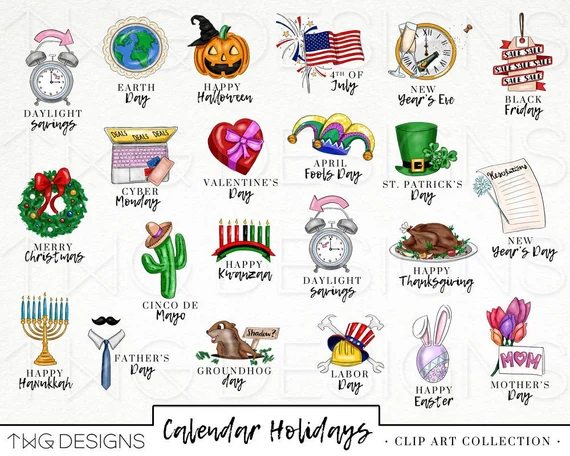 DAYLIGHT
Savings
EARTH
Day
HAPPY
Halloween
4TH OF
July
NEW
Year's Eve
SALE SALE
SALE SALE SALE
SALE SALE
BLACK
Friday
MERRY
Christmas
DEALS DEALS DEALS
CYBER
Monday
VALENTINE'S
Day
APRIL
Fools Day
ST. PATRICK'S
Day
Resolutions
NEW
Year's Day
CINCO DE
Mayo
HAPPY
Kwanzaa
DAYLIGHT
Savings
HAPPY
Thanksgiving
HAPPY
Hanukkah
FATHER'S
Day
Shadow?
GROUNDHOG
day
LABOR
Day
HAPPY
Easter
MOM
MOTHER'S
Day
TWG DESIGNS
Calendar Holidays
· CLIP ART COLLECTION ·